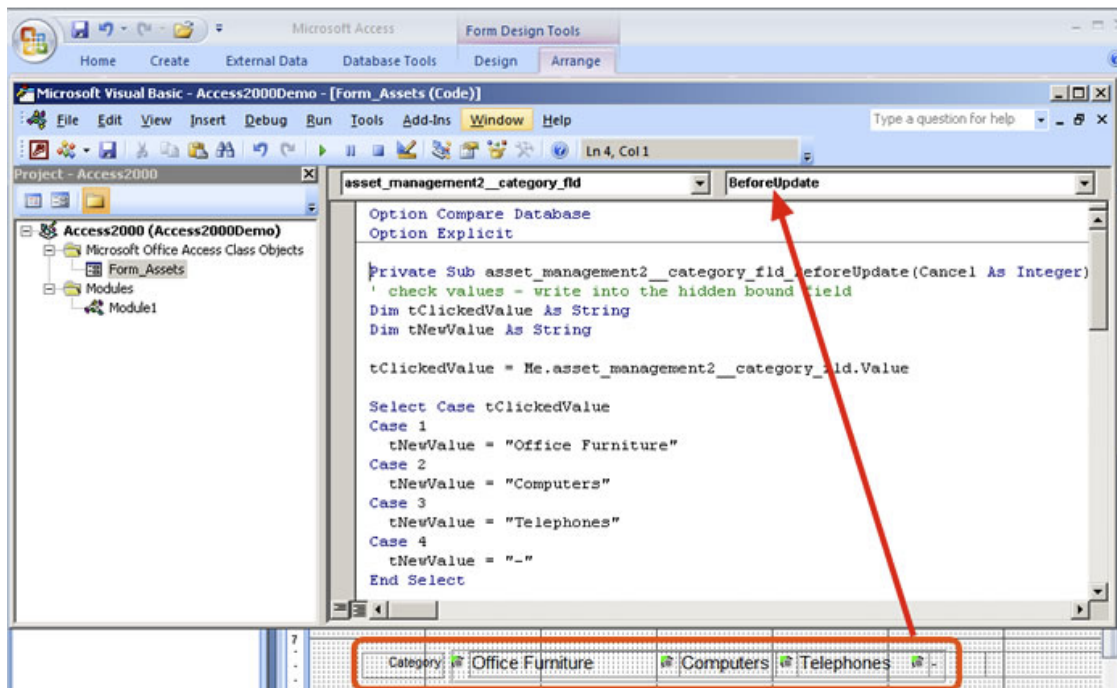 Microsoft Access Form Design Tools
Home Create External Data Database Tools Design Arrange
Microsoft Visual Basic - Access2000Demo - [Form_Assets (Code)]
File Edit View Insert Debug Run Tools Add-Ins Window Help Type a question for help
Ln 4, Col 1
Project - Access2000
asset_management2__category_fld BeforeUpdate
Access2000 (Access2000Demo)
Microsoft Office Access Class Objects
Form_Assets
Modules
Module1
Option Compare Database
Option Explicit
Private Sub asset_management2__category_fld_BeforeUpdate(Cancel As Integer)
' check values - write into the hidden bound field
Dim tClickedValue As String
Dim tNewValue As String
tClickedValue = Me.asset_management2__category_fld.Value
Select Case tClickedValue
Case 1
tNewValue = "Office Furniture"
Case 2
tNewValue = "Computers"
Case 3
tNewValue = "Telephones"
Case 4
tNewValue = "-"
End Select
7
Category Office Furniture Computers Telephones -